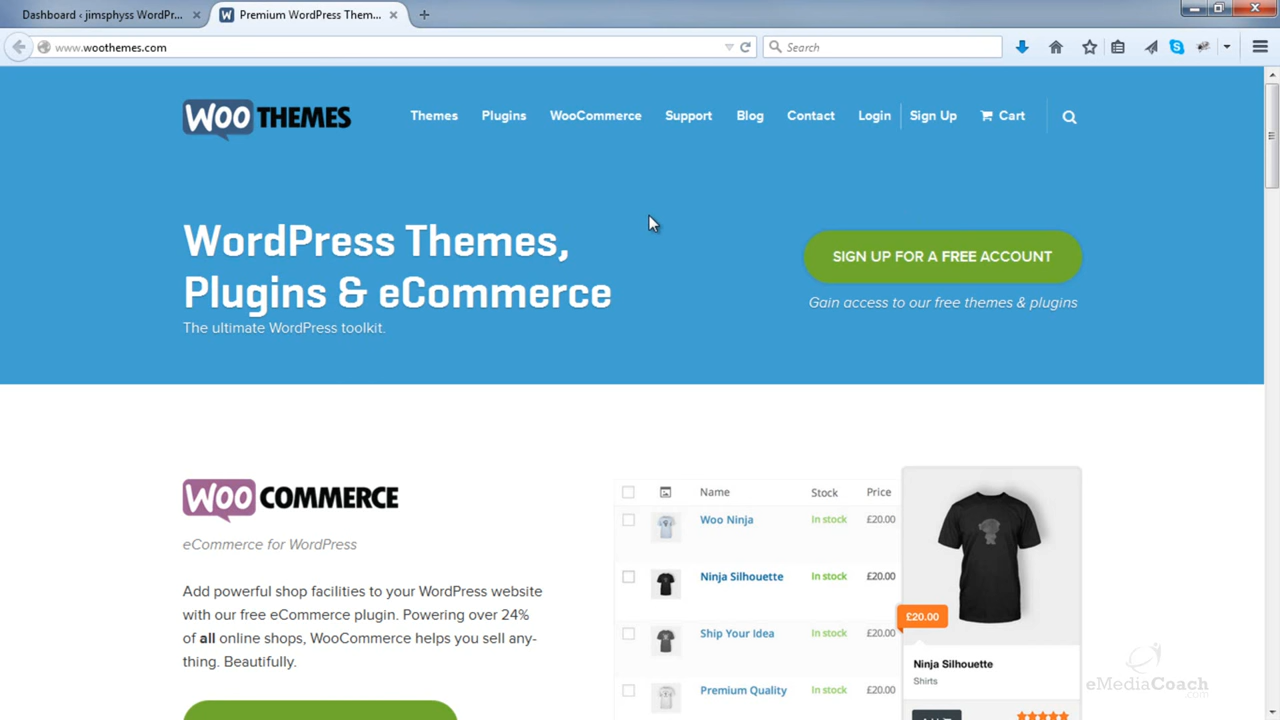 Dashboard ‹ jimsphyss WordPr...
Premium WordPress Them...
www.woothemes.com
Search
WOO THEMES
Themes Plugins WooCommerce Support Blog Contact Login Sign Up Cart
WordPress Themes,
Plugins & eCommerce
The ultimate WordPress toolkit.
SIGN UP FOR A FREE ACCOUNT
Gain access to our free themes & plugins
WOO COMMERCE
eCommerce for WordPress
Add powerful shop facilities to your WordPress website
with our free eCommerce plugin. Powering over 24%
of all online shops, WooCommerce helps you sell any-
thing. Beautifully.
Name Stock Price
Woo Ninja In stock £20.00
Ninja Silhouette In stock £20.00
Ship Your Idea In stock £20.00
Premium Quality In stock £20.00
£20.00
Ninja Silhouette
Shirts
eMediaCoach
.com